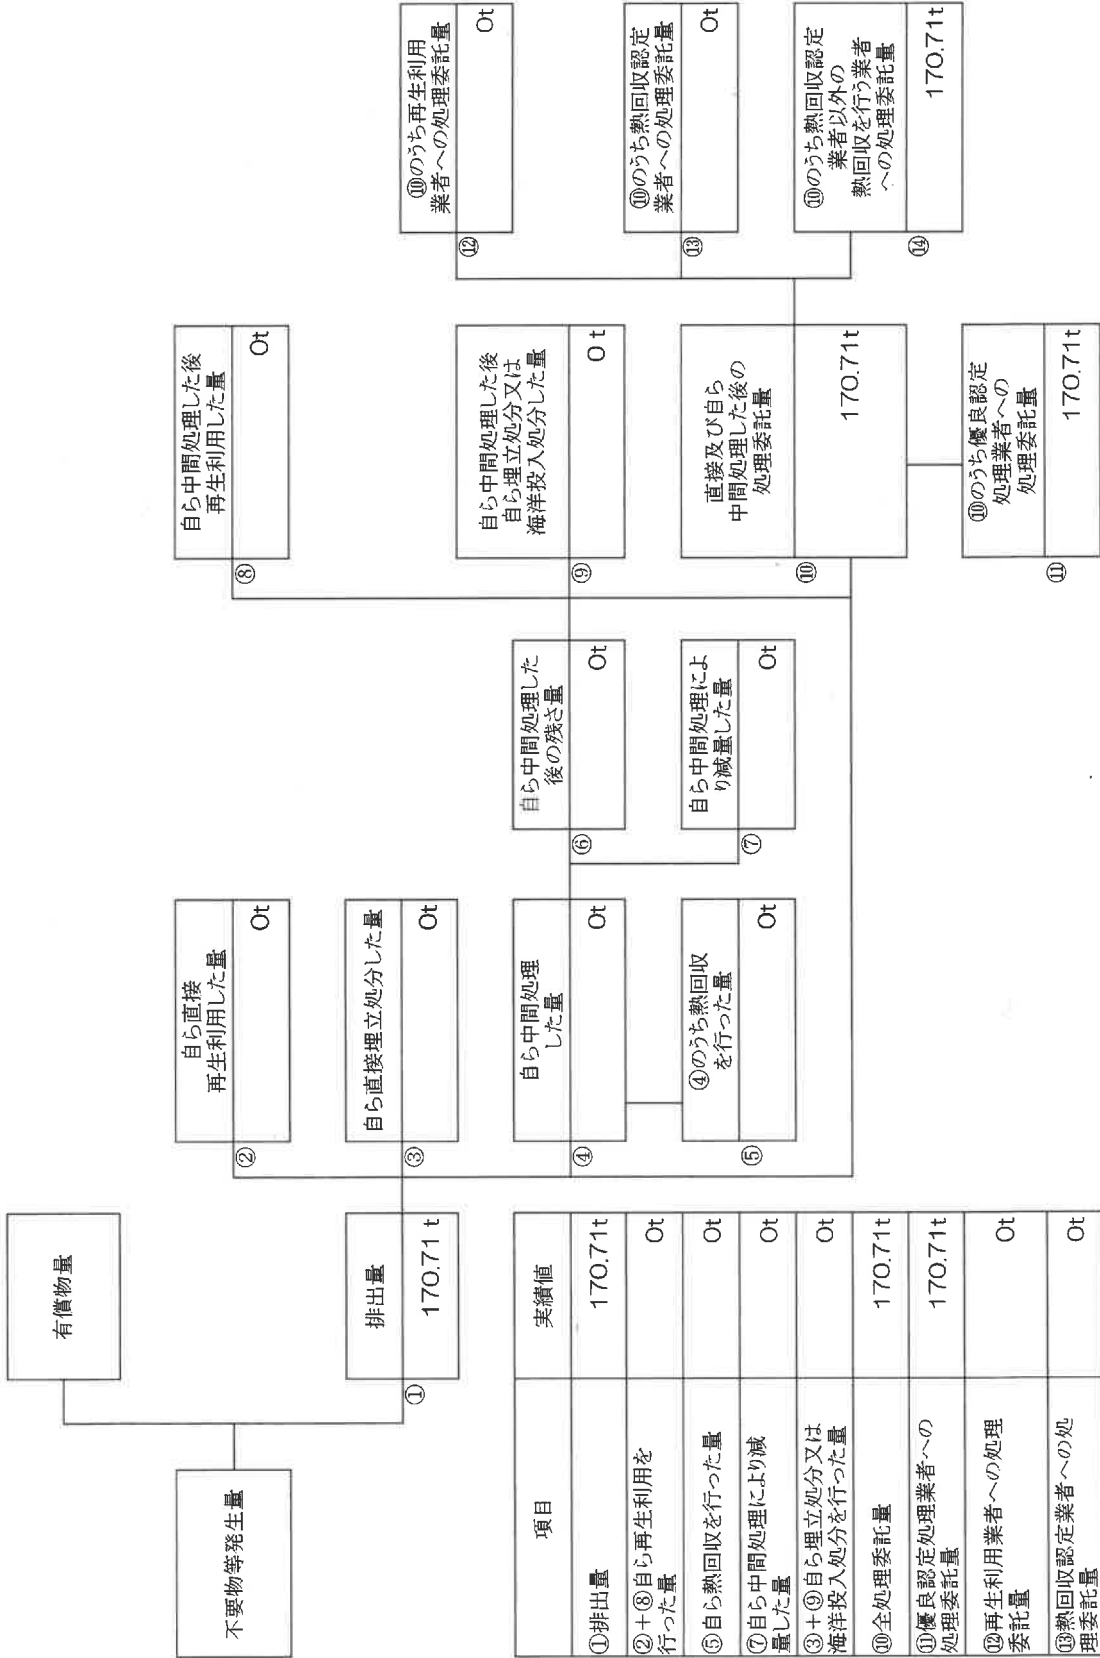 不要物等発生量
有償物量
排出量
①
170.71 t
自ら直接
再生利用した量
②
0t
自ら直接埋立処分した量
③
0t
自ら中間処理
した量
④
0t
④のうち熱回収
を行った量
⑤
0t
自ら中間処理した
後の残さ量
⑥
0t
自ら中間処理によ
り減量した量
⑦
0t
自ら中間処理した後
再生利用した量
⑧
0t
自ら中間処理した後
自ら埋立処分又は
海洋投入処分した量
⑨
0 t
直接及び自ら
中間処理した後の
処理委託量
⑩
170.71t
⑩のうち優良認定
処理業者への
処理委託量
⑪
170.71t
⑩のうち再生利用
業者への処理委託量
⑫
0t
⑩のうち熱回収認定
業者への処理委託量
⑬
0t
⑩のうち熱回収認定
業者以外の
熱回収を行う業者
への処理委託量
⑭
170.71t
項目
実績値
①排出量
170.71t
②+⑧自ら再生利用を
行った量
0t
⑤自ら熱回収を行った量
0t
⑦自ら中間処理により減
量した量
0t
③+⑨自ら埋立処分又は
海洋投入処分を行った量
0t
⑩全処理委託量
170.71t
⑪優良認定処理業者への
処理委託量
170.71t
⑫再生利用業者への処理
委託量
0t
⑬熱回収認定業者への処
理委託量
0t